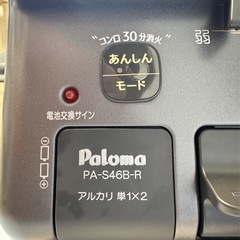 "コンロ30分消火"
あんしん
モード
弱
電池交換サイン
Paloma
PA-S46B-R
アルカリ 単1×2